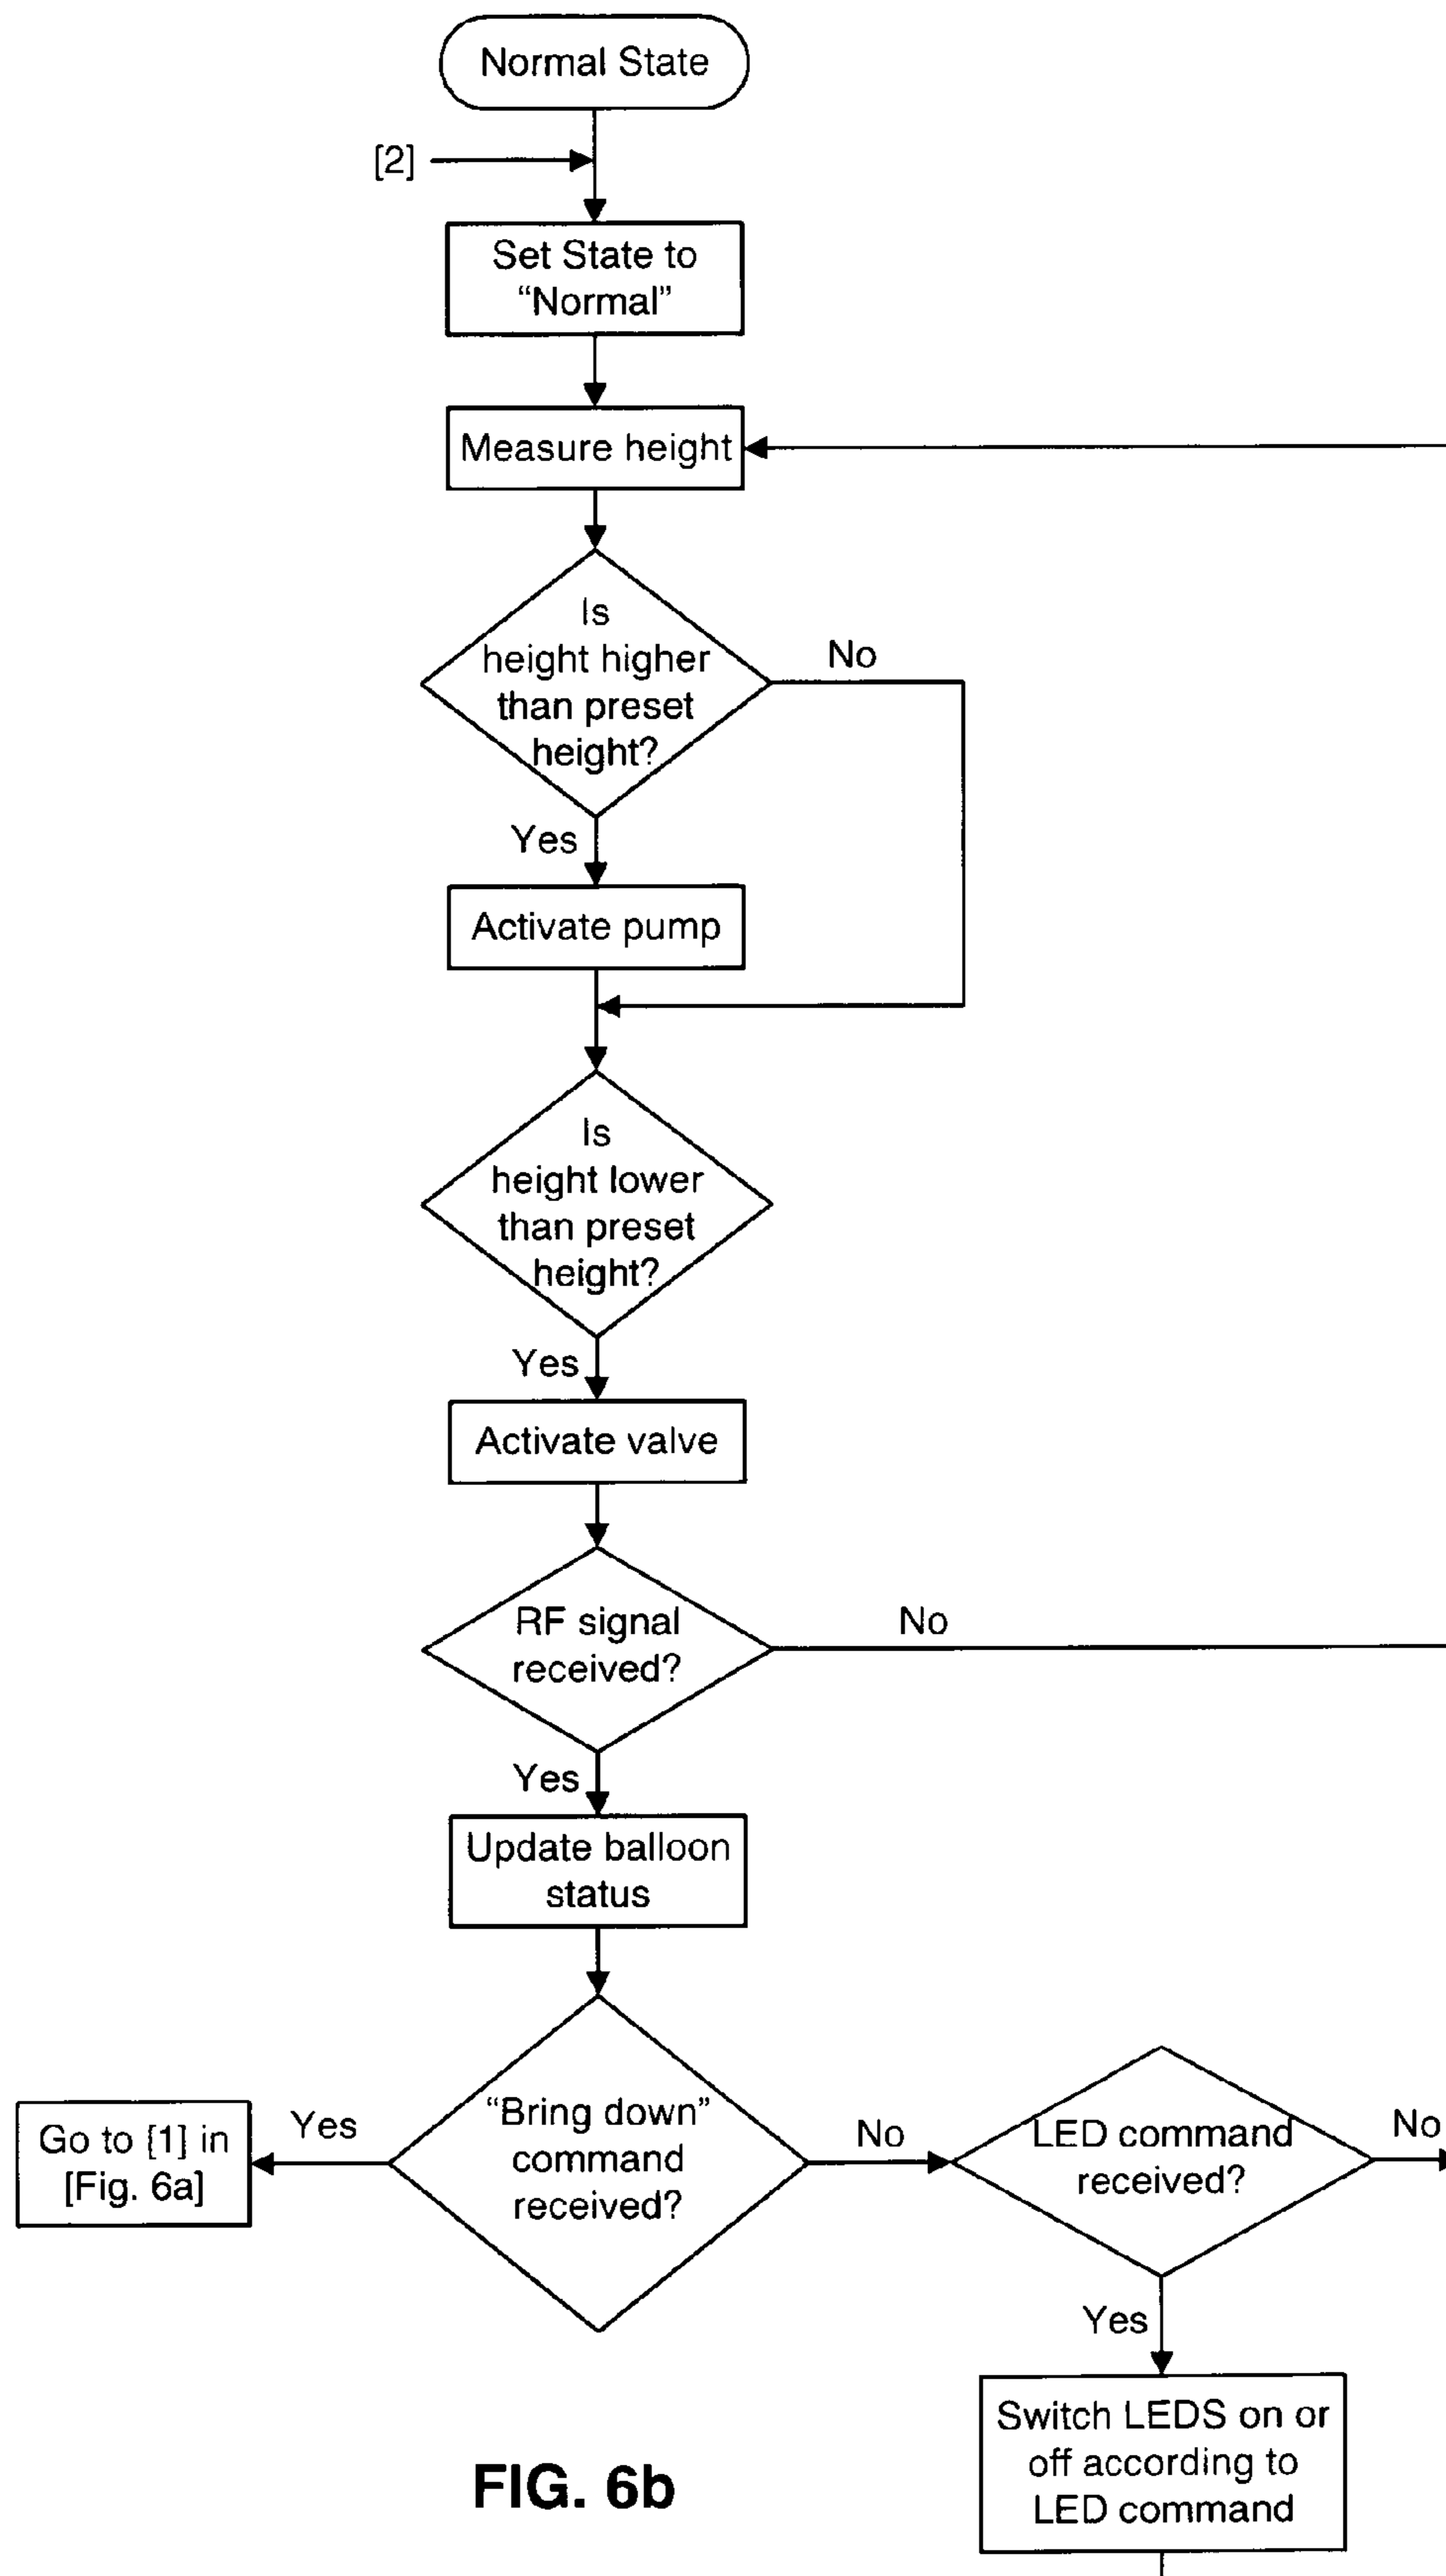 Normal State
[2]
Set State to
“Normal”
Measure height
Is
height higher
than preset
height?
No
Yes
Activate pump
Is
height lower
than preset
height?
Yes
Activate valve
RF signal
received?
No
Yes
Update balloon
status
“Bring down”
command
received?
Yes
Go to [1] in
[Fig. 6a]
No
LED command
received?
No
Yes
Switch LEDS on or
off according to
LED command
FIG. 6b